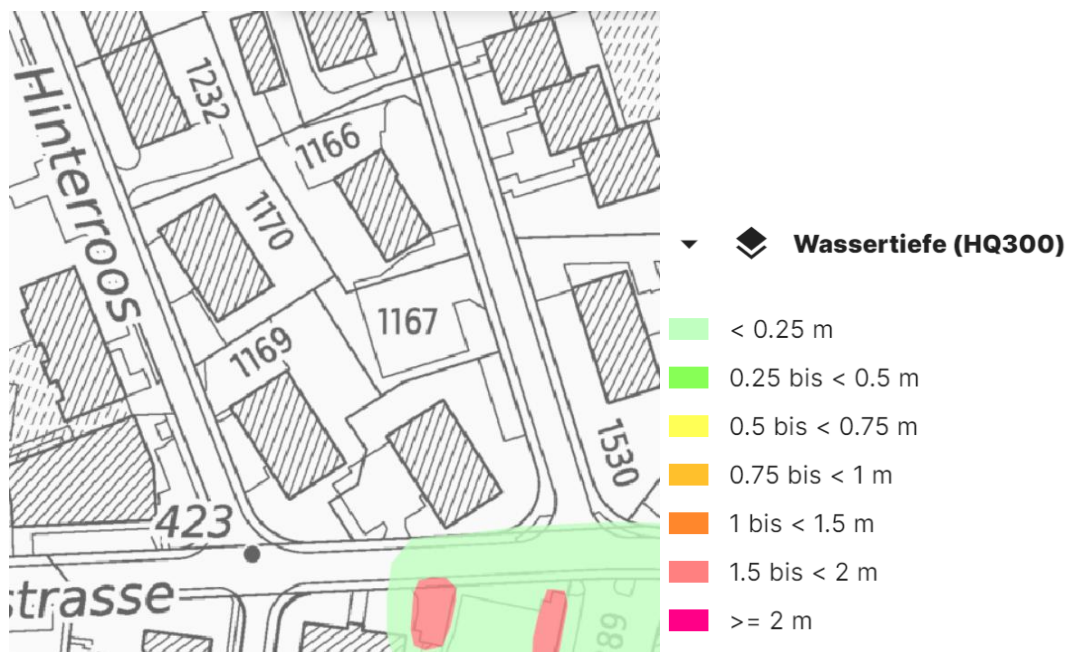 Hinterroos
1232
1166
1170
1167
1169
1530
423
strasse
89
Wassertiefe (HQ300)
< 0.25 m
0.25 bis < 0.5 m
0.5 bis < 0.75 m
0.75 bis < 1 m
1 bis < 1.5 m
1.5 bis < 2 m
>= 2 m